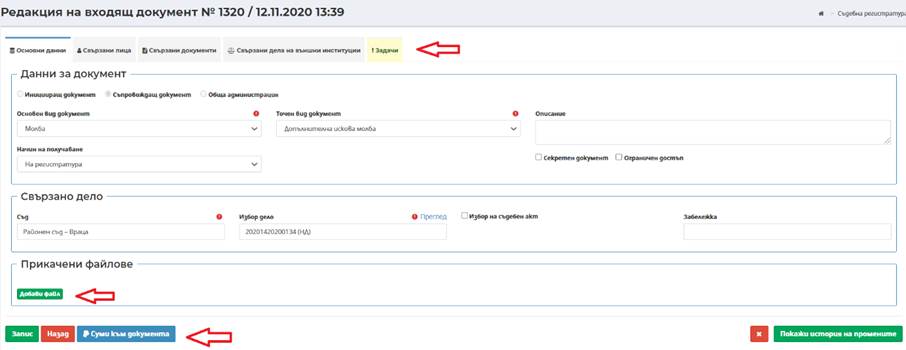 Редакция на входящ документ № 1320 / 12.11.2020 13:39
Съдебна регистратура
Основни данни Свързани лица Свързани документи Свързани дела на външни институции ! Задачи
Данни за документ
Иницииращ документ Съпровождащ документ Обща администрация
Основен вид документ Точен вид документ Описание
Молба Допълнителна искова молба
Начин на получаване
На регистратура Секретен документ Ограничен достъп
Свързано дело
Съд Избор дело Преглед Избор на съдебен акт Забележка
Районен съд – Враца 20201420200134 (НД)
Прикачени файлове
Добави файл
Запис Назад Суми към документа × Покажи история на промените